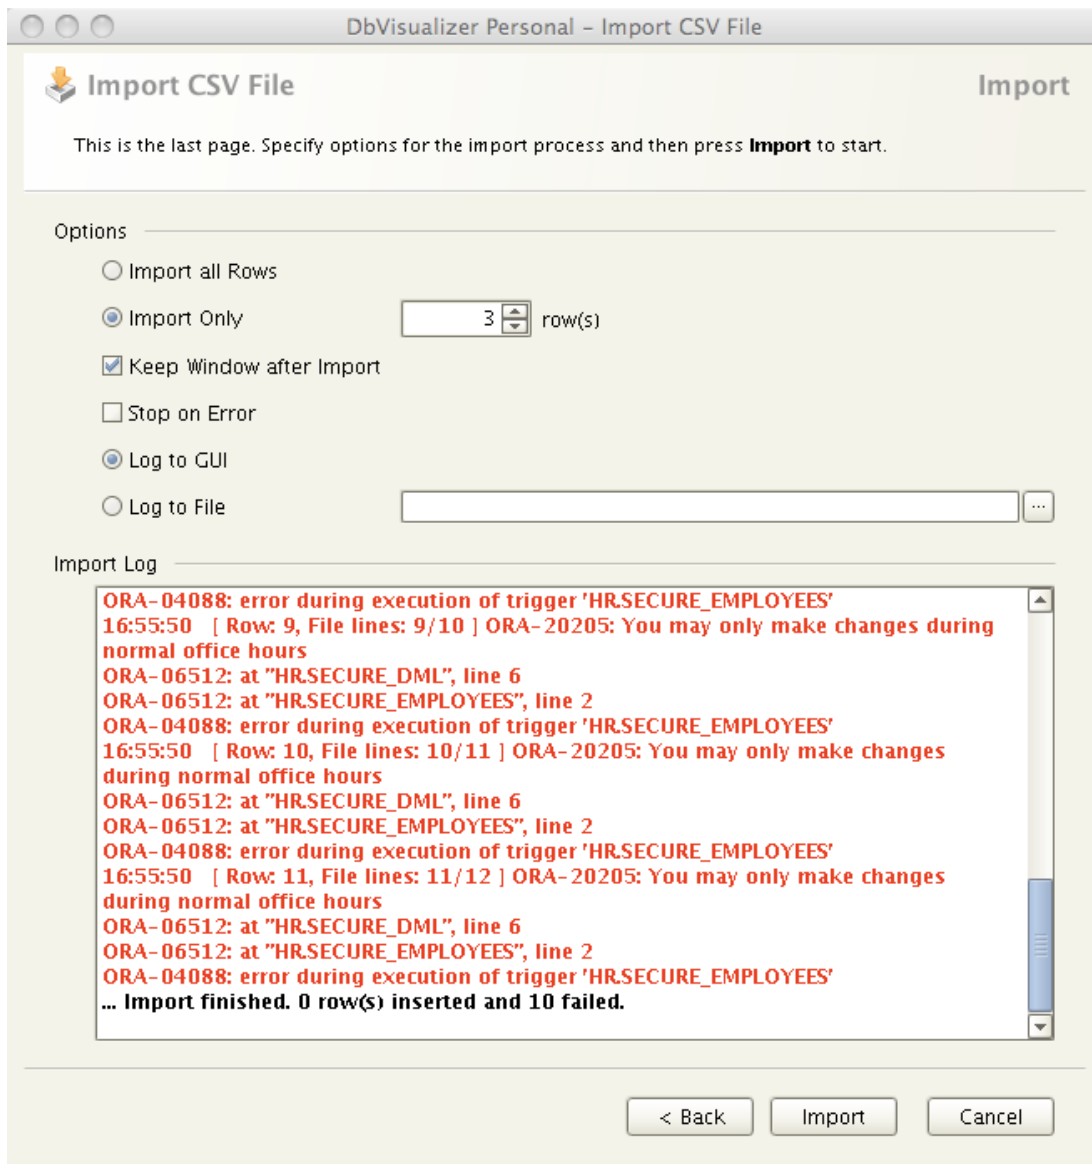 DbVisualizer Personal – Import CSV File
Import CSV File
Import
This is the last page. Specify options for the import process and then press Import to start.
Options
Import all Rows
Import Only 3 row(s)
Keep Window after Import
Stop on Error
Log to GUI
Log to File ...
Import Log
ORA-04088: error during execution of trigger 'HR.SECURE_EMPLOYEES'
16:55:50 [ Row: 9, File lines: 9/10 ] ORA-20205: You may only make changes during
normal office hours
ORA-06512: at "HR.SECURE_DML", line 6
ORA-06512: at "HR.SECURE_EMPLOYEES", line 2
ORA-04088: error during execution of trigger 'HR.SECURE_EMPLOYEES'
16:55:50 [ Row: 10, File lines: 10/11 ] ORA-20205: You may only make changes
during normal office hours
ORA-06512: at "HR.SECURE_DML", line 6
ORA-06512: at "HR.SECURE_EMPLOYEES", line 2
ORA-04088: error during execution of trigger 'HR.SECURE_EMPLOYEES'
16:55:50 [ Row: 11, File lines: 11/12 ] ORA-20205: You may only make changes
during normal office hours
ORA-06512: at "HR.SECURE_DML", line 6
ORA-06512: at "HR.SECURE_EMPLOYEES", line 2
ORA-04088: error during execution of trigger 'HR.SECURE_EMPLOYEES'
... Import finished. 0 row(s) inserted and 10 failed.
< Back Import Cancel